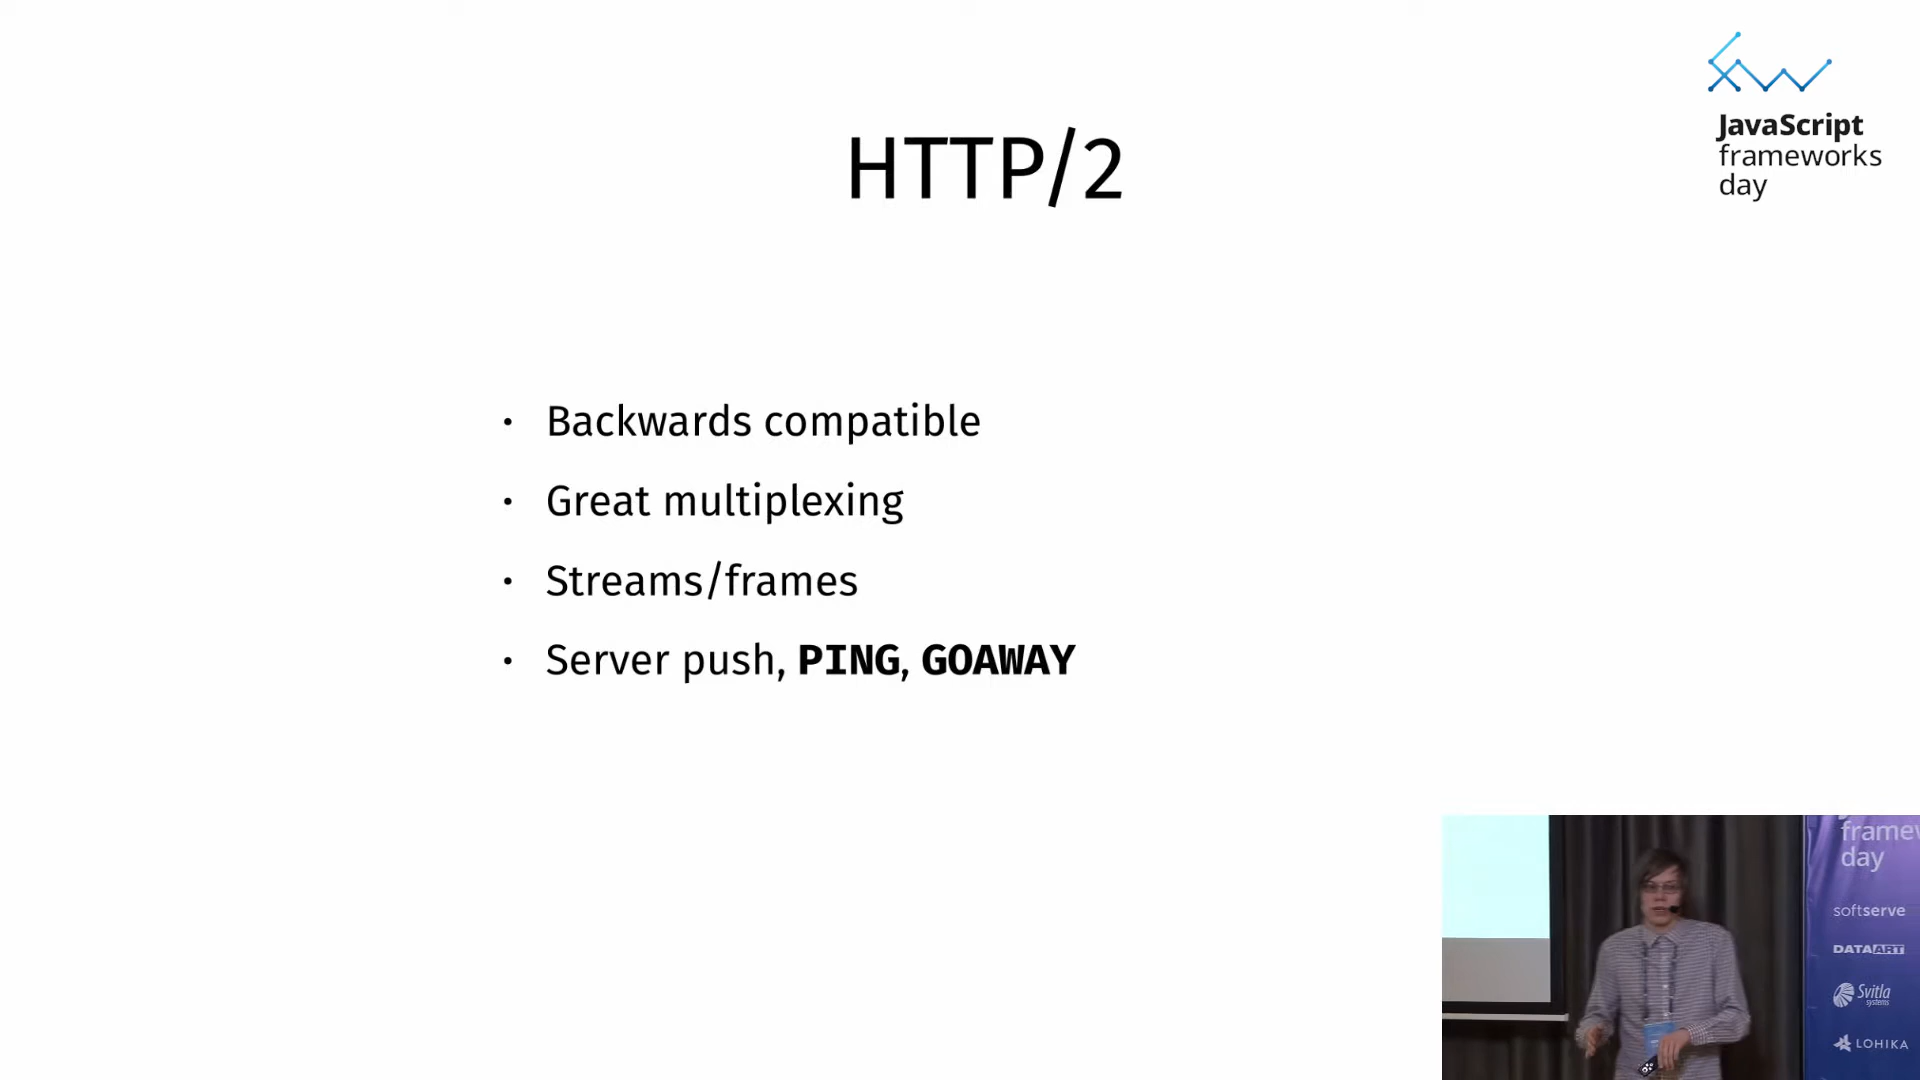 HTTP/2
JavaScript
frameworks
day
• Backwards compatible
• Great multiplexing
• Streams/frames
• Server push, PING, GOAWAY
day
softserve
DATAART
Svitla
systems
LOHIKA